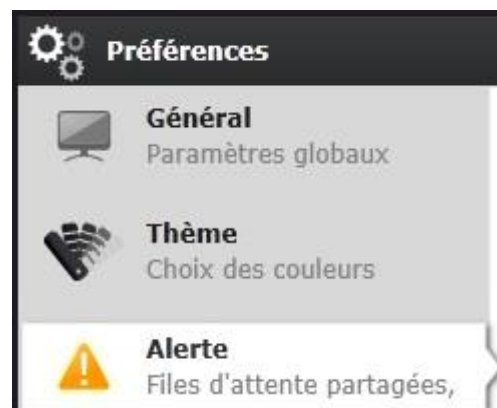 Préférences
Général
Paramètres globaux
Thème
Choix des couleurs
Alerte
Files d'attente partagées,